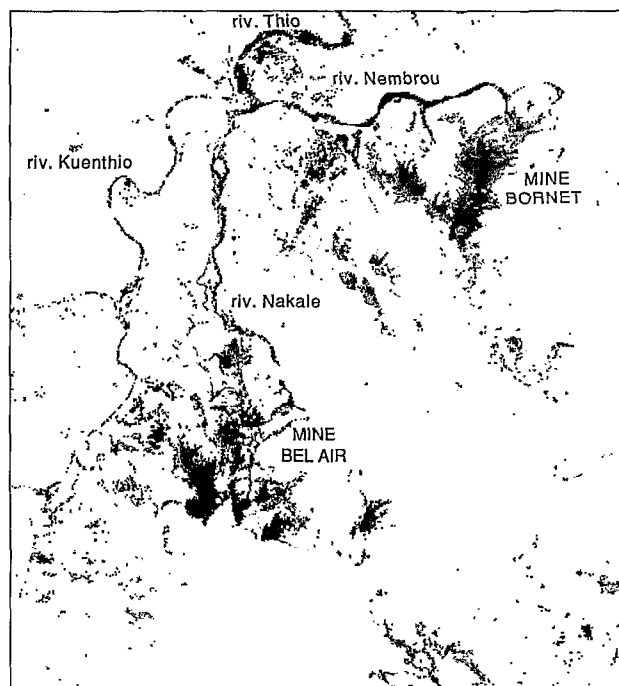 riv. Thio
riv. Nembrou
riv. Kuenthio
MINE
BORNET
riv. Nakale
MINE
BEL AIR